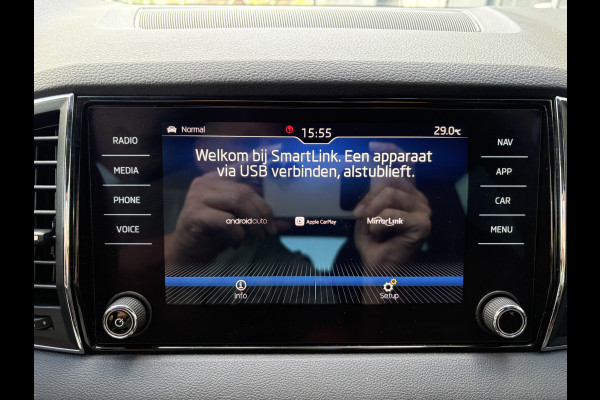 Normal
15:55
29.0°C
RADIO
MEDIA
PHONE
VOICE
Welkom bij SmartLink. Een apparaat
via USB verbinden, alstublieft.
androidauto
Apple CarPlay
MirrorLink
Info
Setup
NAV
APP
CAR
MENU